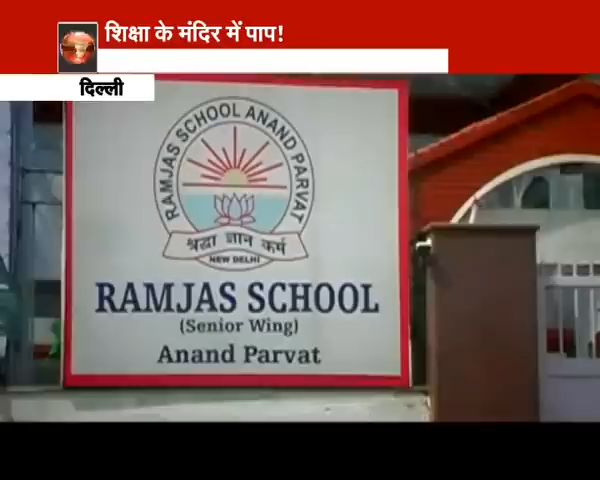 शिक्षा के मंदिर में पाप!
दिल्ली
RAMJAS SCHOOL ANAND PARVAT
श्रद्धा ज्ञान कर्म
NEW DELHI
RAMJAS SCHOOL
(Senior Wing)
Anand Parvat